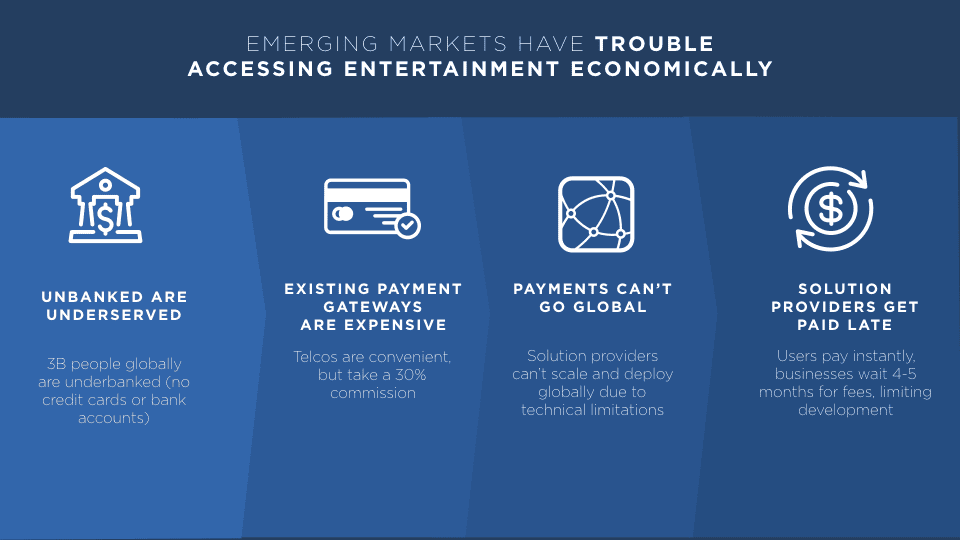 EMERGING MARKETS HAVE TROUBLE
ACCESSING ENTERTAINMENT ECONOMICALLY
UNBANKED ARE
UNDERSERVED
3B people globally
are underbanked (no
credit cards or bank
accounts)
EXISTING PAYMENT
GATEWAYS
ARE EXPENSIVE
Telcos are convenient,
but take a 30%
commission
PAYMENTS CAN'T
GO GLOBAL
Solution providers
can't scale and deploy
globally due to
technical limitations
SOLUTION
PROVIDERS GET
PAID LATE
Users pay instantly,
businesses wait 4-5
months for fees, limiting
development